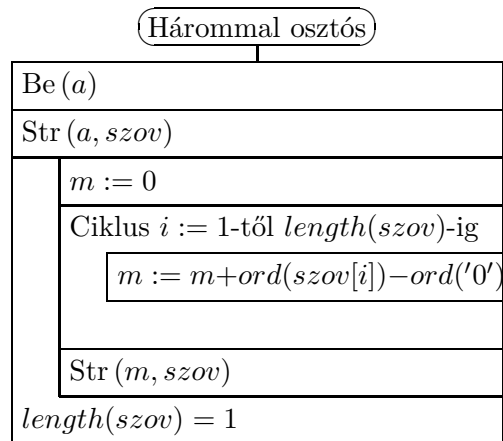 Hárommal osztós
Be (a)
Str (a, szov)
m := 0
Ciklus i := 1-től length(szov)-ig
m := m+ord(szov[i])−ord('0')
Str (m, szov)
length(szov) = 1